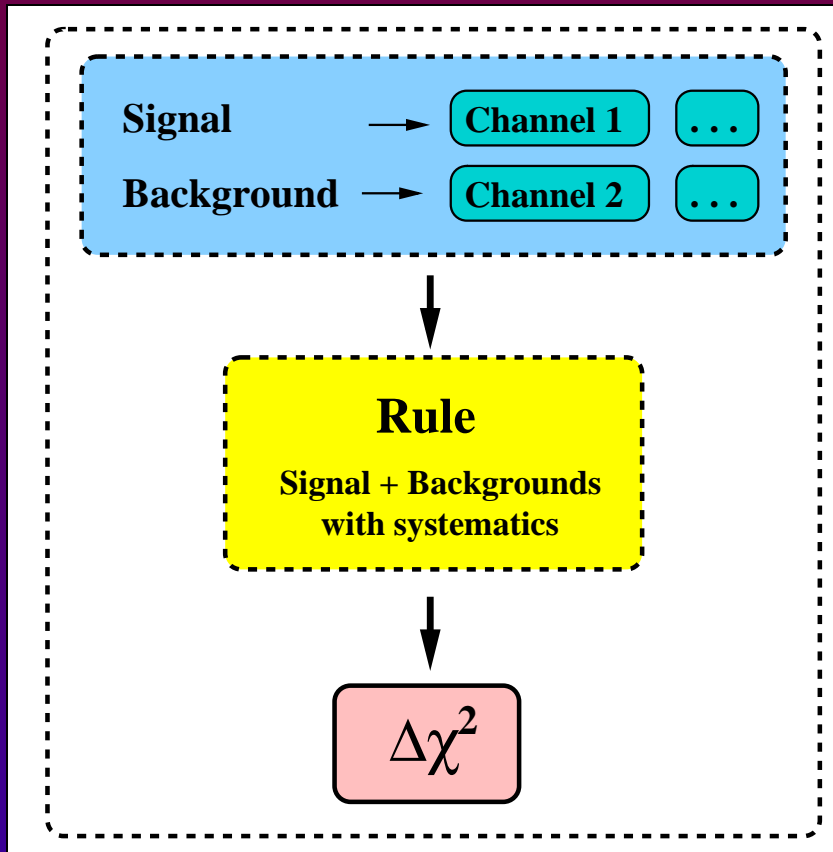 Signal → Channel 1 . . .
Background → Channel 2 . . .
Rule
Signal + Backgrounds
with systematics
Δχ²